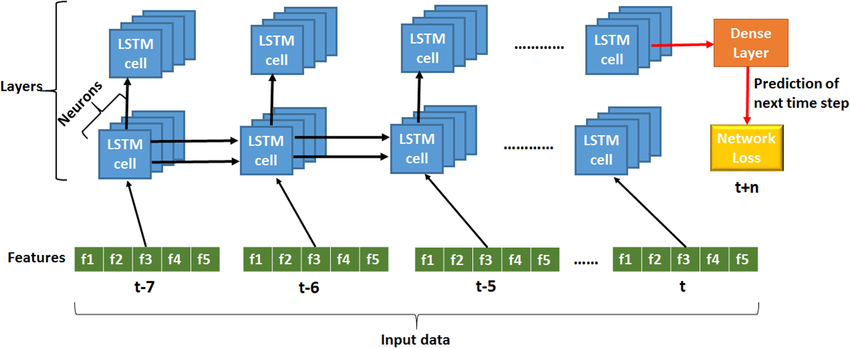 LSTM
cell
LSTM
cell
LSTM
cell
............
LSTM
cell
Dense
Layer
Layers
Neurons
Prediction of
next time step
LSTM
cell
LSTM
cell
LSTM
cell
............
LSTM
cell
Network
Loss
t+n
Features
f1 f2 f3 f4 f5
f1 f2 f3 f4 f5
f1 f2 f3 f4 f5
......
f1 f2 f3 f4 f5
t-7
t-6
t-5
t
Input data